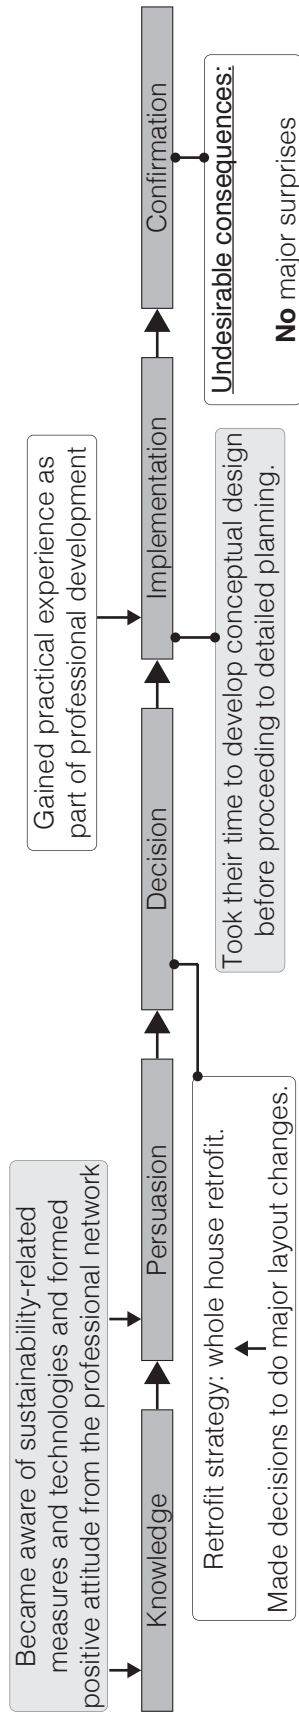 Became aware of sustainability-related
measures and technologies and formed
positive attitude from the professional network
Gained practical experience as
part of professional development
Knowledge
Persuasion
Decision
Implementation
Confirmation
Retrofit strategy: whole house retrofit.
Made decisions to do major layout changes.
Took their time to develop conceptual design
before proceeding to detailed planning.
Undesirable consequences:
No major surprises